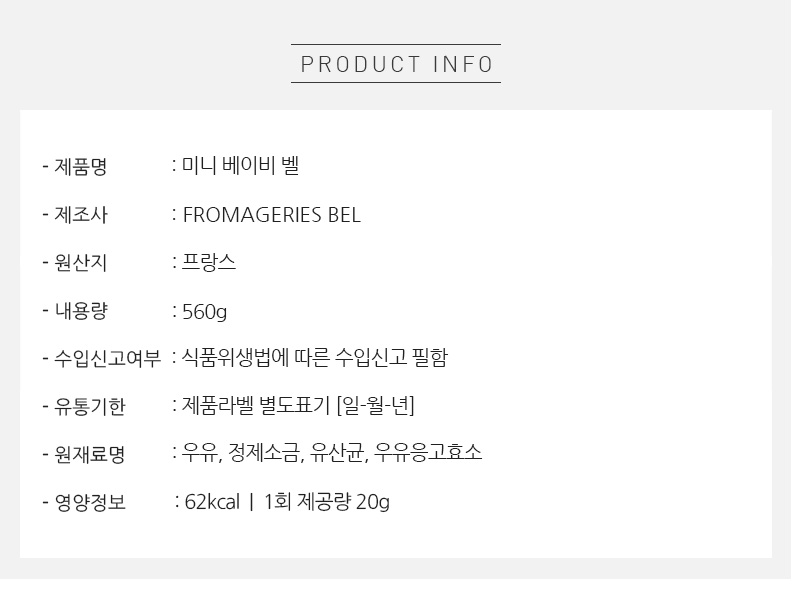 PRODUCT INFO
- 제품명 : 미니 베이비 벨
- 제조사 : FROMAGERIES BEL
- 원산지 : 프랑스
- 내용량 : 560g
- 수입신고여부 : 식품위생법에 따른 수입신고 필함
- 유통기한 : 제품라벨 별도표기 [일-월-년]
- 원재료명 : 우유, 정제소금, 유산균, 우유응고효소
- 영양정보 : 62kcal | 1회 제공량 20g